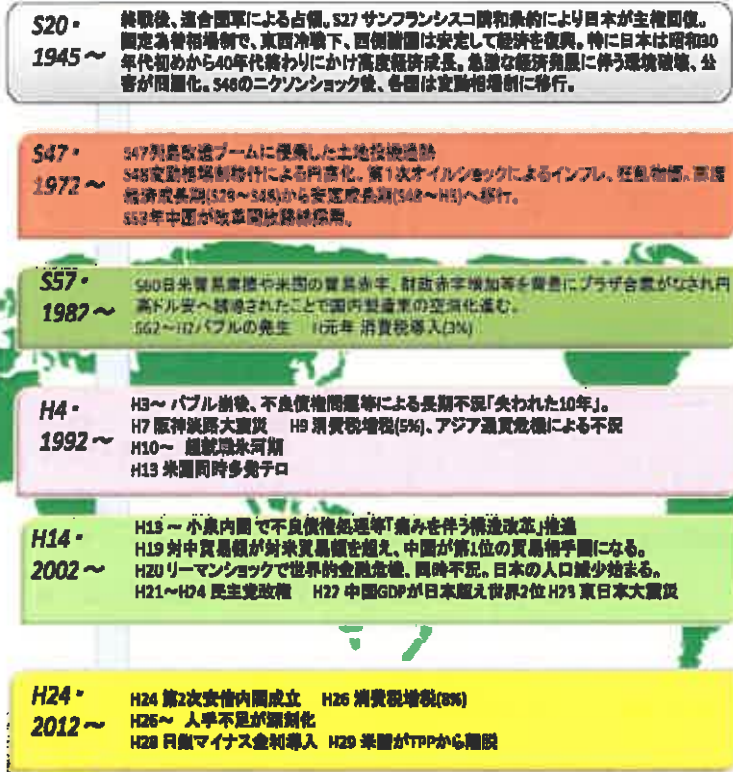 S20・
1945～
終戦後、連合国軍による占領。S27 サンフランシスコ講和条約により日本が主権回復。
固定為替相場制で、東西冷戦下、西側諸国は安定して経済を復興。特に日本は昭和30
年代初めから40年代終わりにかけ高度経済成長。急激な経済発展に伴う環境破壊、公
害が問題化。S46のニクソンショック後、各国は変動相場制に移行。
S47・
1972～
S47列島改造ブームに便乗した土地投機過熱
S48変動相場制移行による円高化、第1次オイルショックによるインフレ、狂乱物価、高度
経済成長期(S29～S48)から安定成長期(S48～H3)へ移行。
S53年中国が改革開放路線採用。
S57・
1982～
S60日米貿易摩擦や米国の貿易赤字、財政赤字増加等を背景にプラザ合意がなされ円
高ドル安へ誘導されたことで国内製造業の空洞化進む。
S62～H2バブルの発生　H元年 消費税導入(3%)
H4・
1992～
H3～ バブル崩後、不良債権問題等による長期不況「失われた10年」。
H7 阪神淡路大震災　H9 消費税増税(5%)、アジア通貨危機による不況
H10～ 超就職氷河期
H13 米国同時多発テロ
H14・
2002～
H13 ～ 小泉内閣 で不良債権処理等「痛みを伴う構造改革」推進
H19 対中貿易額が対米貿易額を超え、中国が第1位の貿易相手国になる。
H20 リーマンショックで世界的金融危機、同時不況。日本の人口減少始まる。
H21～H24 民主党政権　H22 中国GDPが日本超え世界2位 H23 東日本大震災
H24・
2012～
H24 第2次安倍内閣成立　H26 消費税増税(8%)
H26～ 人手不足が深刻化
H28 日銀マイナス金利導入　H29 米国がTPPから離脱